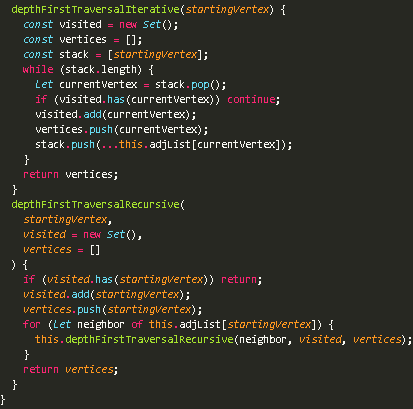 depthFirstTraversalIterative(startingVertex) {
const visited = new Set();
const vertices = [];
const stack = [startingVertex];
while (stack.length) {
Let currentVertex = stack.pop();
if (visited.has(currentVertex)) continue;
visited.add(currentVertex);
vertices.push(currentVertex);
stack.push(...this.adjList[currentVertex]);
}
return vertices;
}
depthFirstTraversalRecursive(
startingVertex,
visited = new Set(),
vertices = []
) {
if (visited.has(startingVertex)) return;
visited.add(startingVertex);
vertices.push(startingVertex);
for (Let neighbor of this.adjList[startingVertex]) {
this.depthFirstTraversalRecursive(neighbor, visited, vertices);
}
return vertices;
}
}